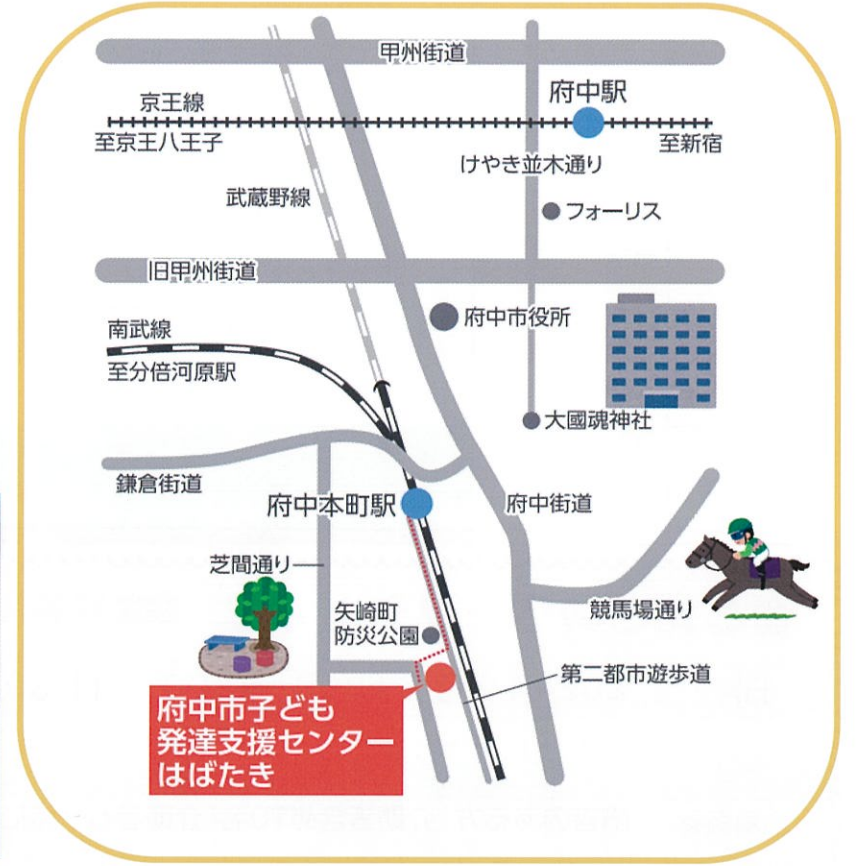 甲州街道
府中駅
京王線
至京王八王子
至新宿
けやき並木通り
武蔵野線
フォーリス
旧甲州街道
府中市役所
南武線
至分倍河原駅
大國魂神社
鎌倉街道
府中本町駅
府中街道
芝間通り
競馬場通り
矢崎町
防災公園
第二都市遊歩道
府中市子ども
発達支援センター
はばたき